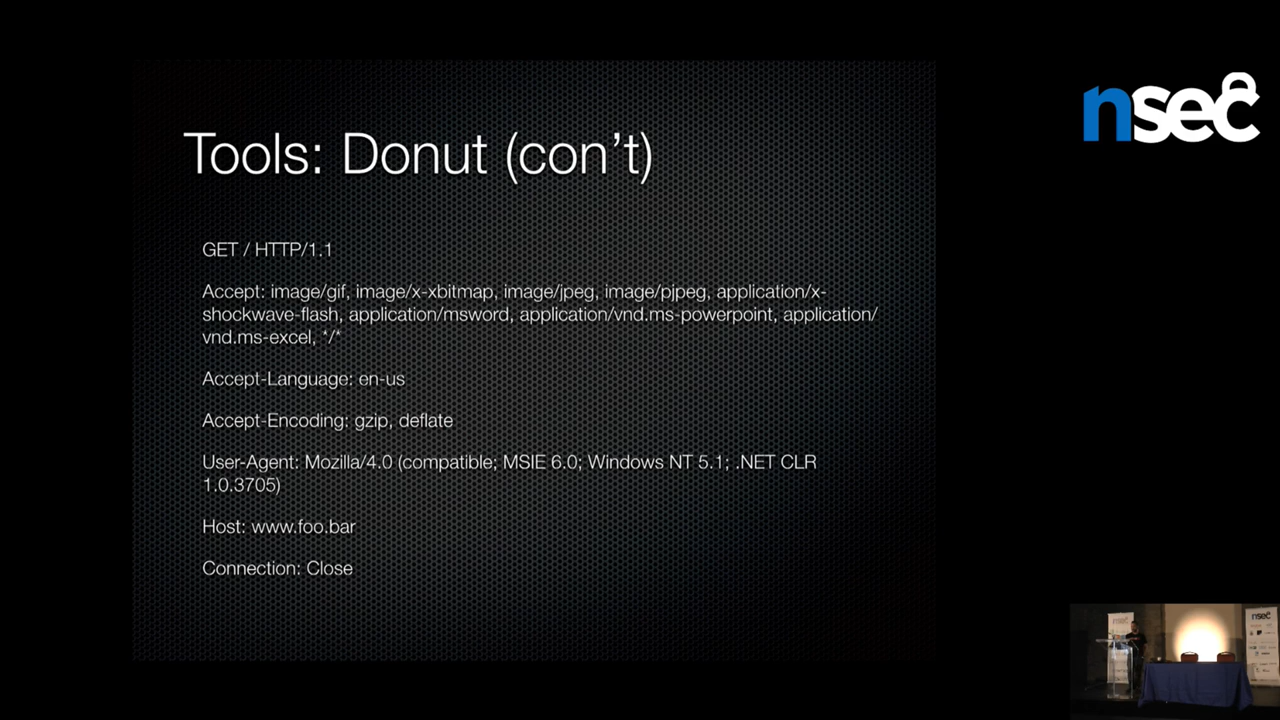 nsec
Tools: Donut (con't)
GET / HTTP/1.1
Accept: image/gif, image/x-xbitmap, image/jpeg, image/pjpeg, application/x-
shockwave-flash, application/msword, application/vnd.ms-powerpoint, application/
vnd.ms-excel, */*
Accept-Language: en-us
Accept-Encoding: gzip, deflate
User-Agent: Mozilla/4.0 (compatible; MSIE 6.0; Windows NT 5.1; .NET CLR
1.0.3705)
Host: www.foo.bar
Connection: Close
nsec